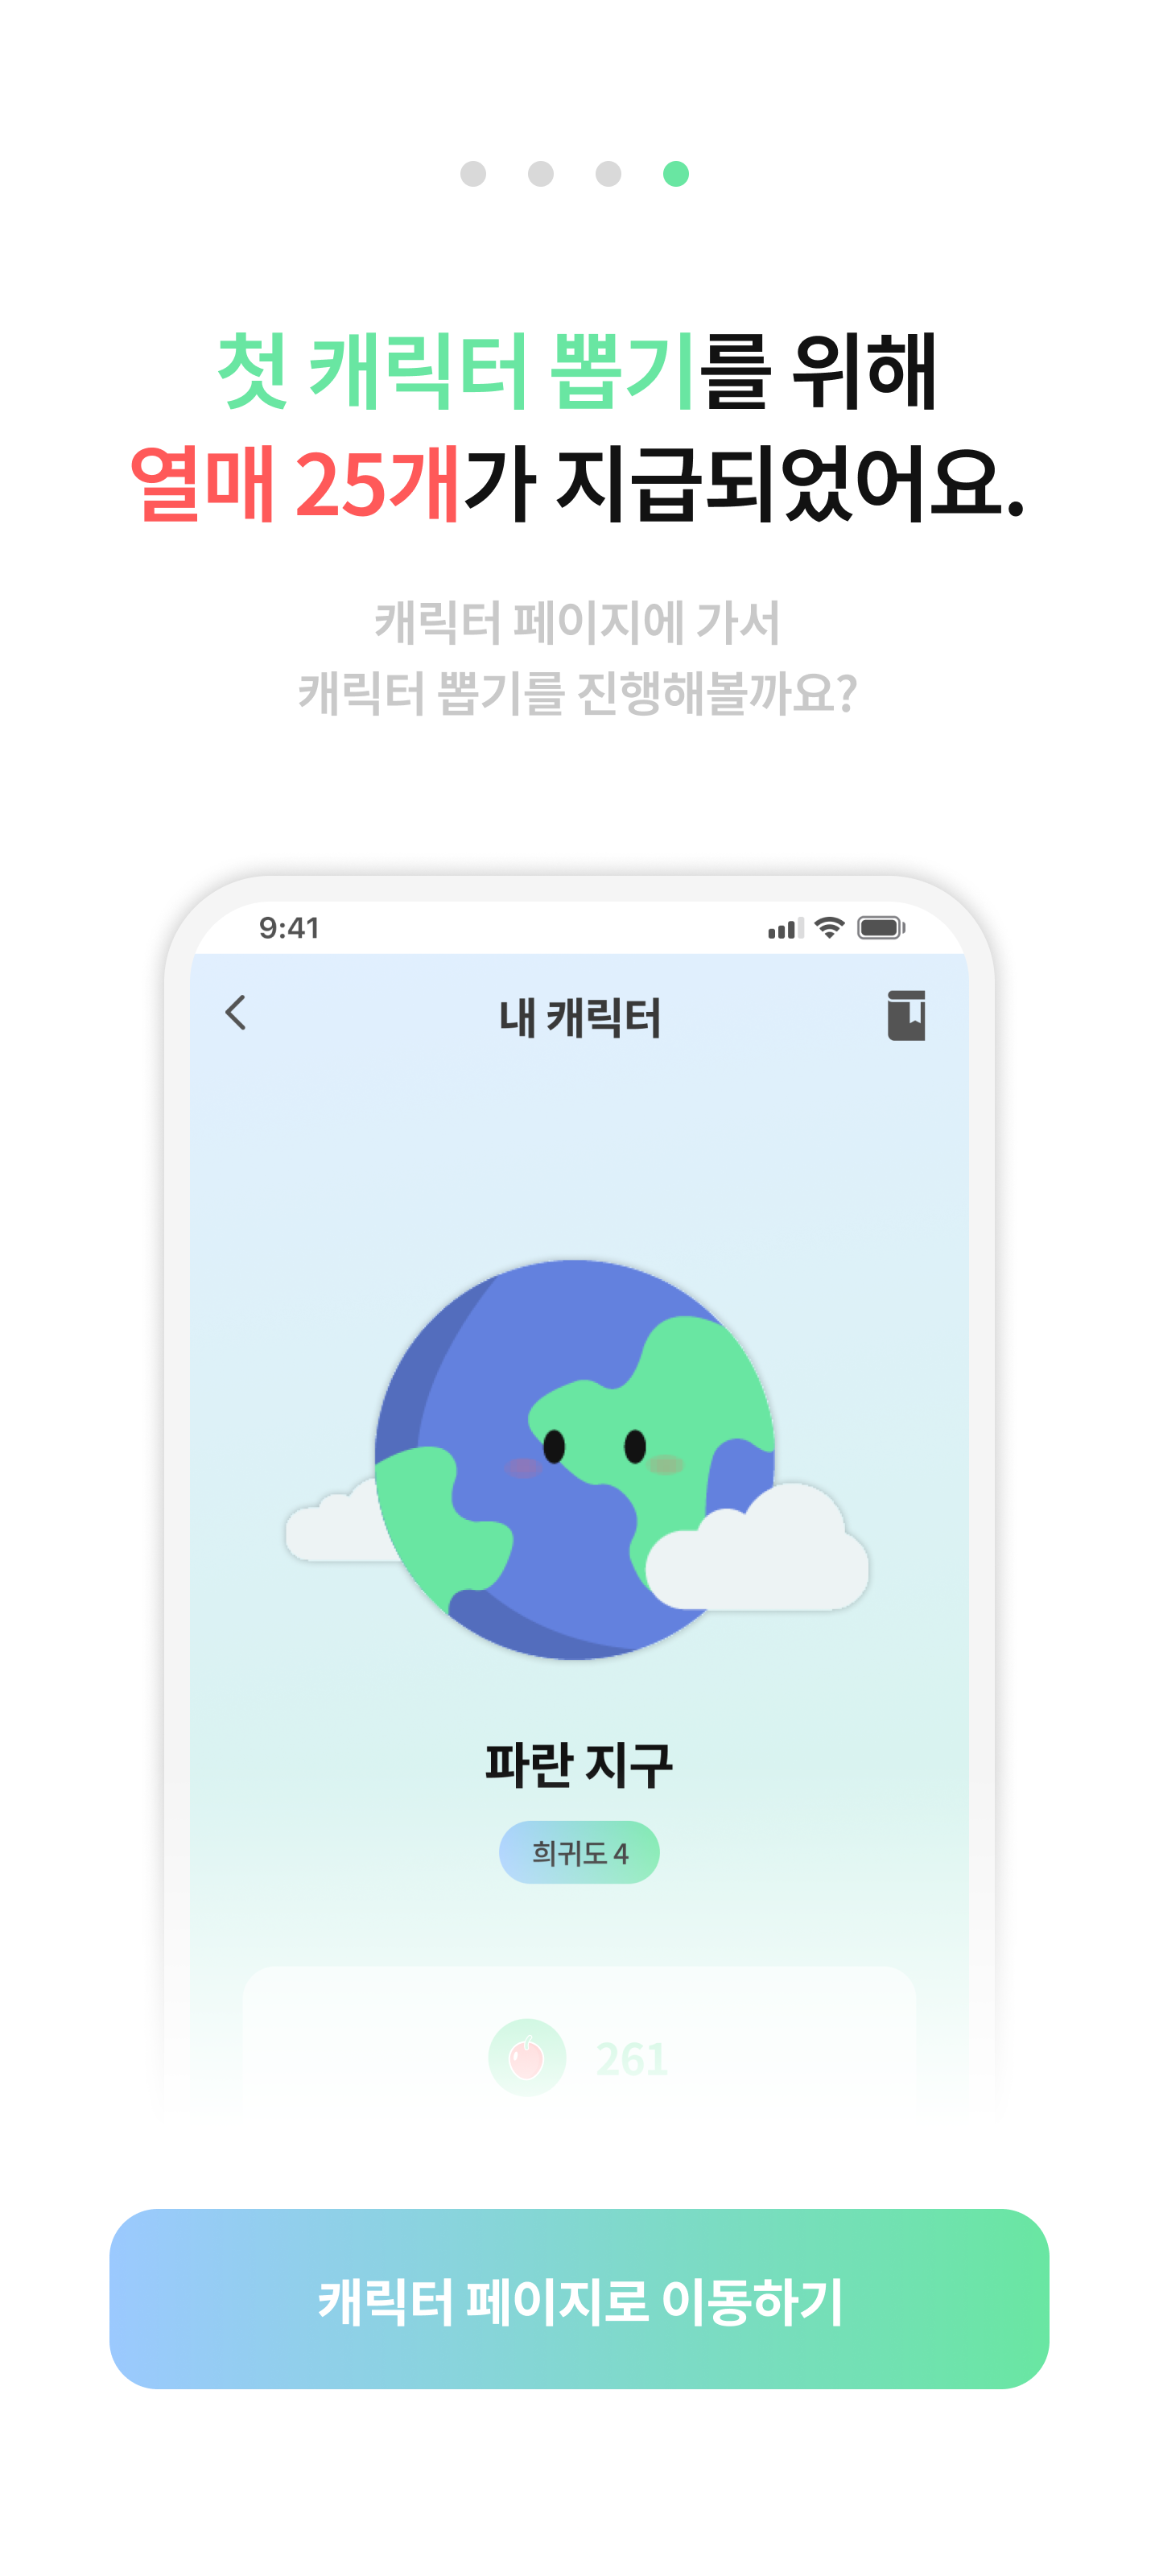 첫 캐릭터 뽑기를 위해
열매 25개가 지급되었어요.
캐릭터 페이지에 가서
캐릭터 뽑기를 진행해볼까요?
9:41
내 캐릭터
파란 지구
희귀도 4
261
캐릭터 페이지로 이동하기